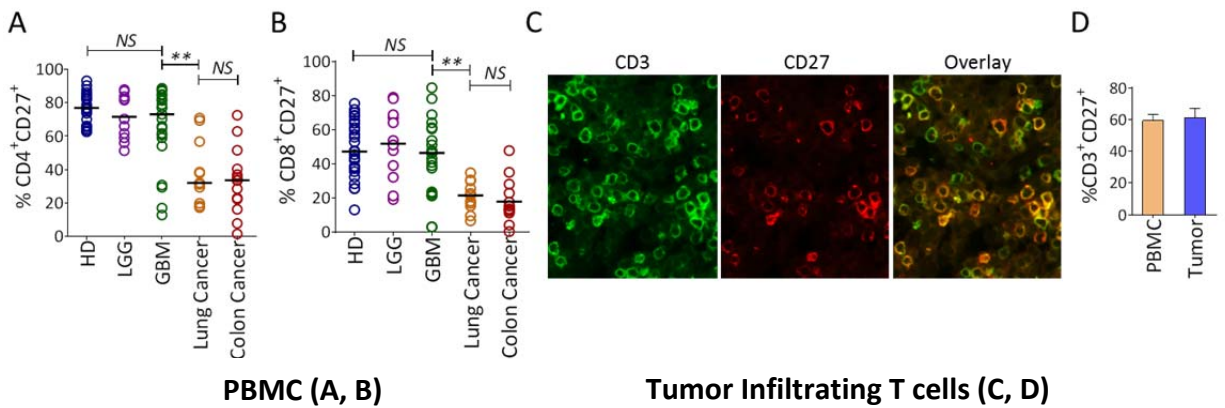 A
% CD4+CD27+
NS
**
NS
100
80
60
40
20
0
HD
LGG
GBM
Lung Cancer
Colon Cancer
B
% CD8+CD27+
NS
**
NS
100
80
60
40
20
0
HD
LGG
GBM
Lung Cancer
Colon Cancer
C
CD3
CD27
Overlay
D
%CD3+CD27+
80
60
40
20
0
PBMC
Tumor
PBMC (A, B)
Tumor Infiltrating T cells (C, D)